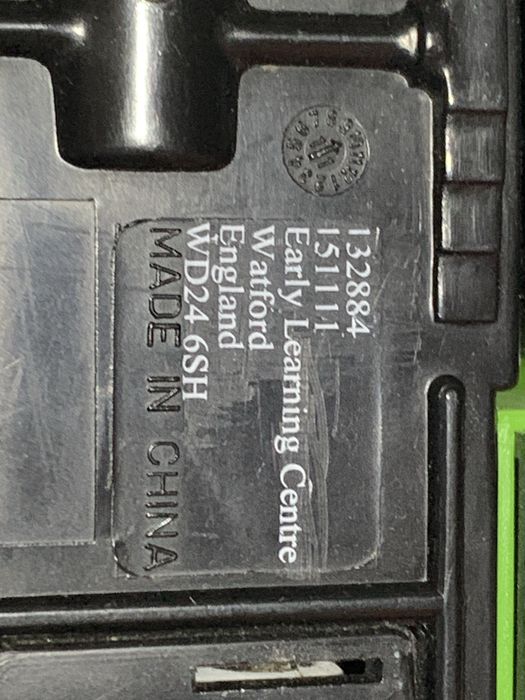 132884
151111
Early Learning Centre
Watford
England
WD24 6SH
MADE IN CHINA